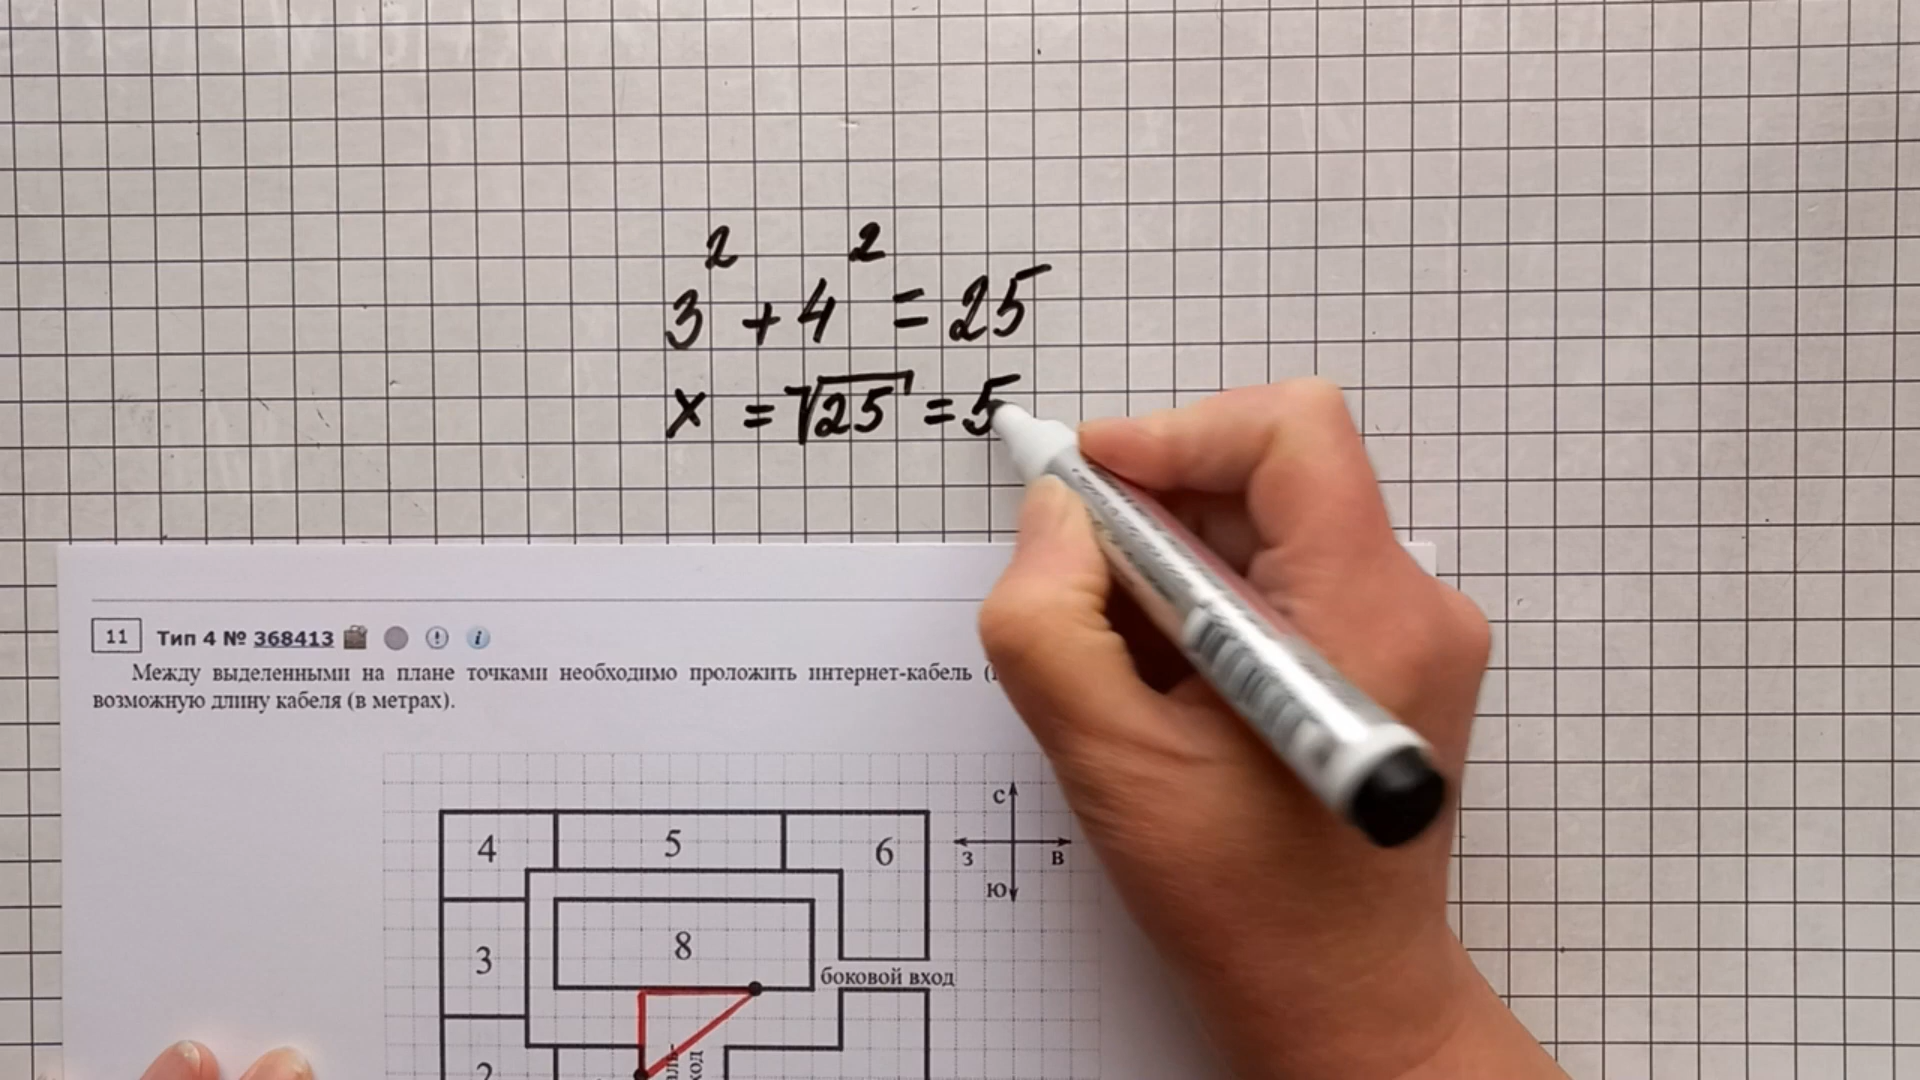 3² + 4² = 25
x = √25 = 5
11 Тип 4 № 368413 i
Между выделенными на плане точками необходимо проложить интернет-кабель
возможную длину кабеля (в метрах).
С
4 5 6
З В
Ю
8
3
боковой вход
2